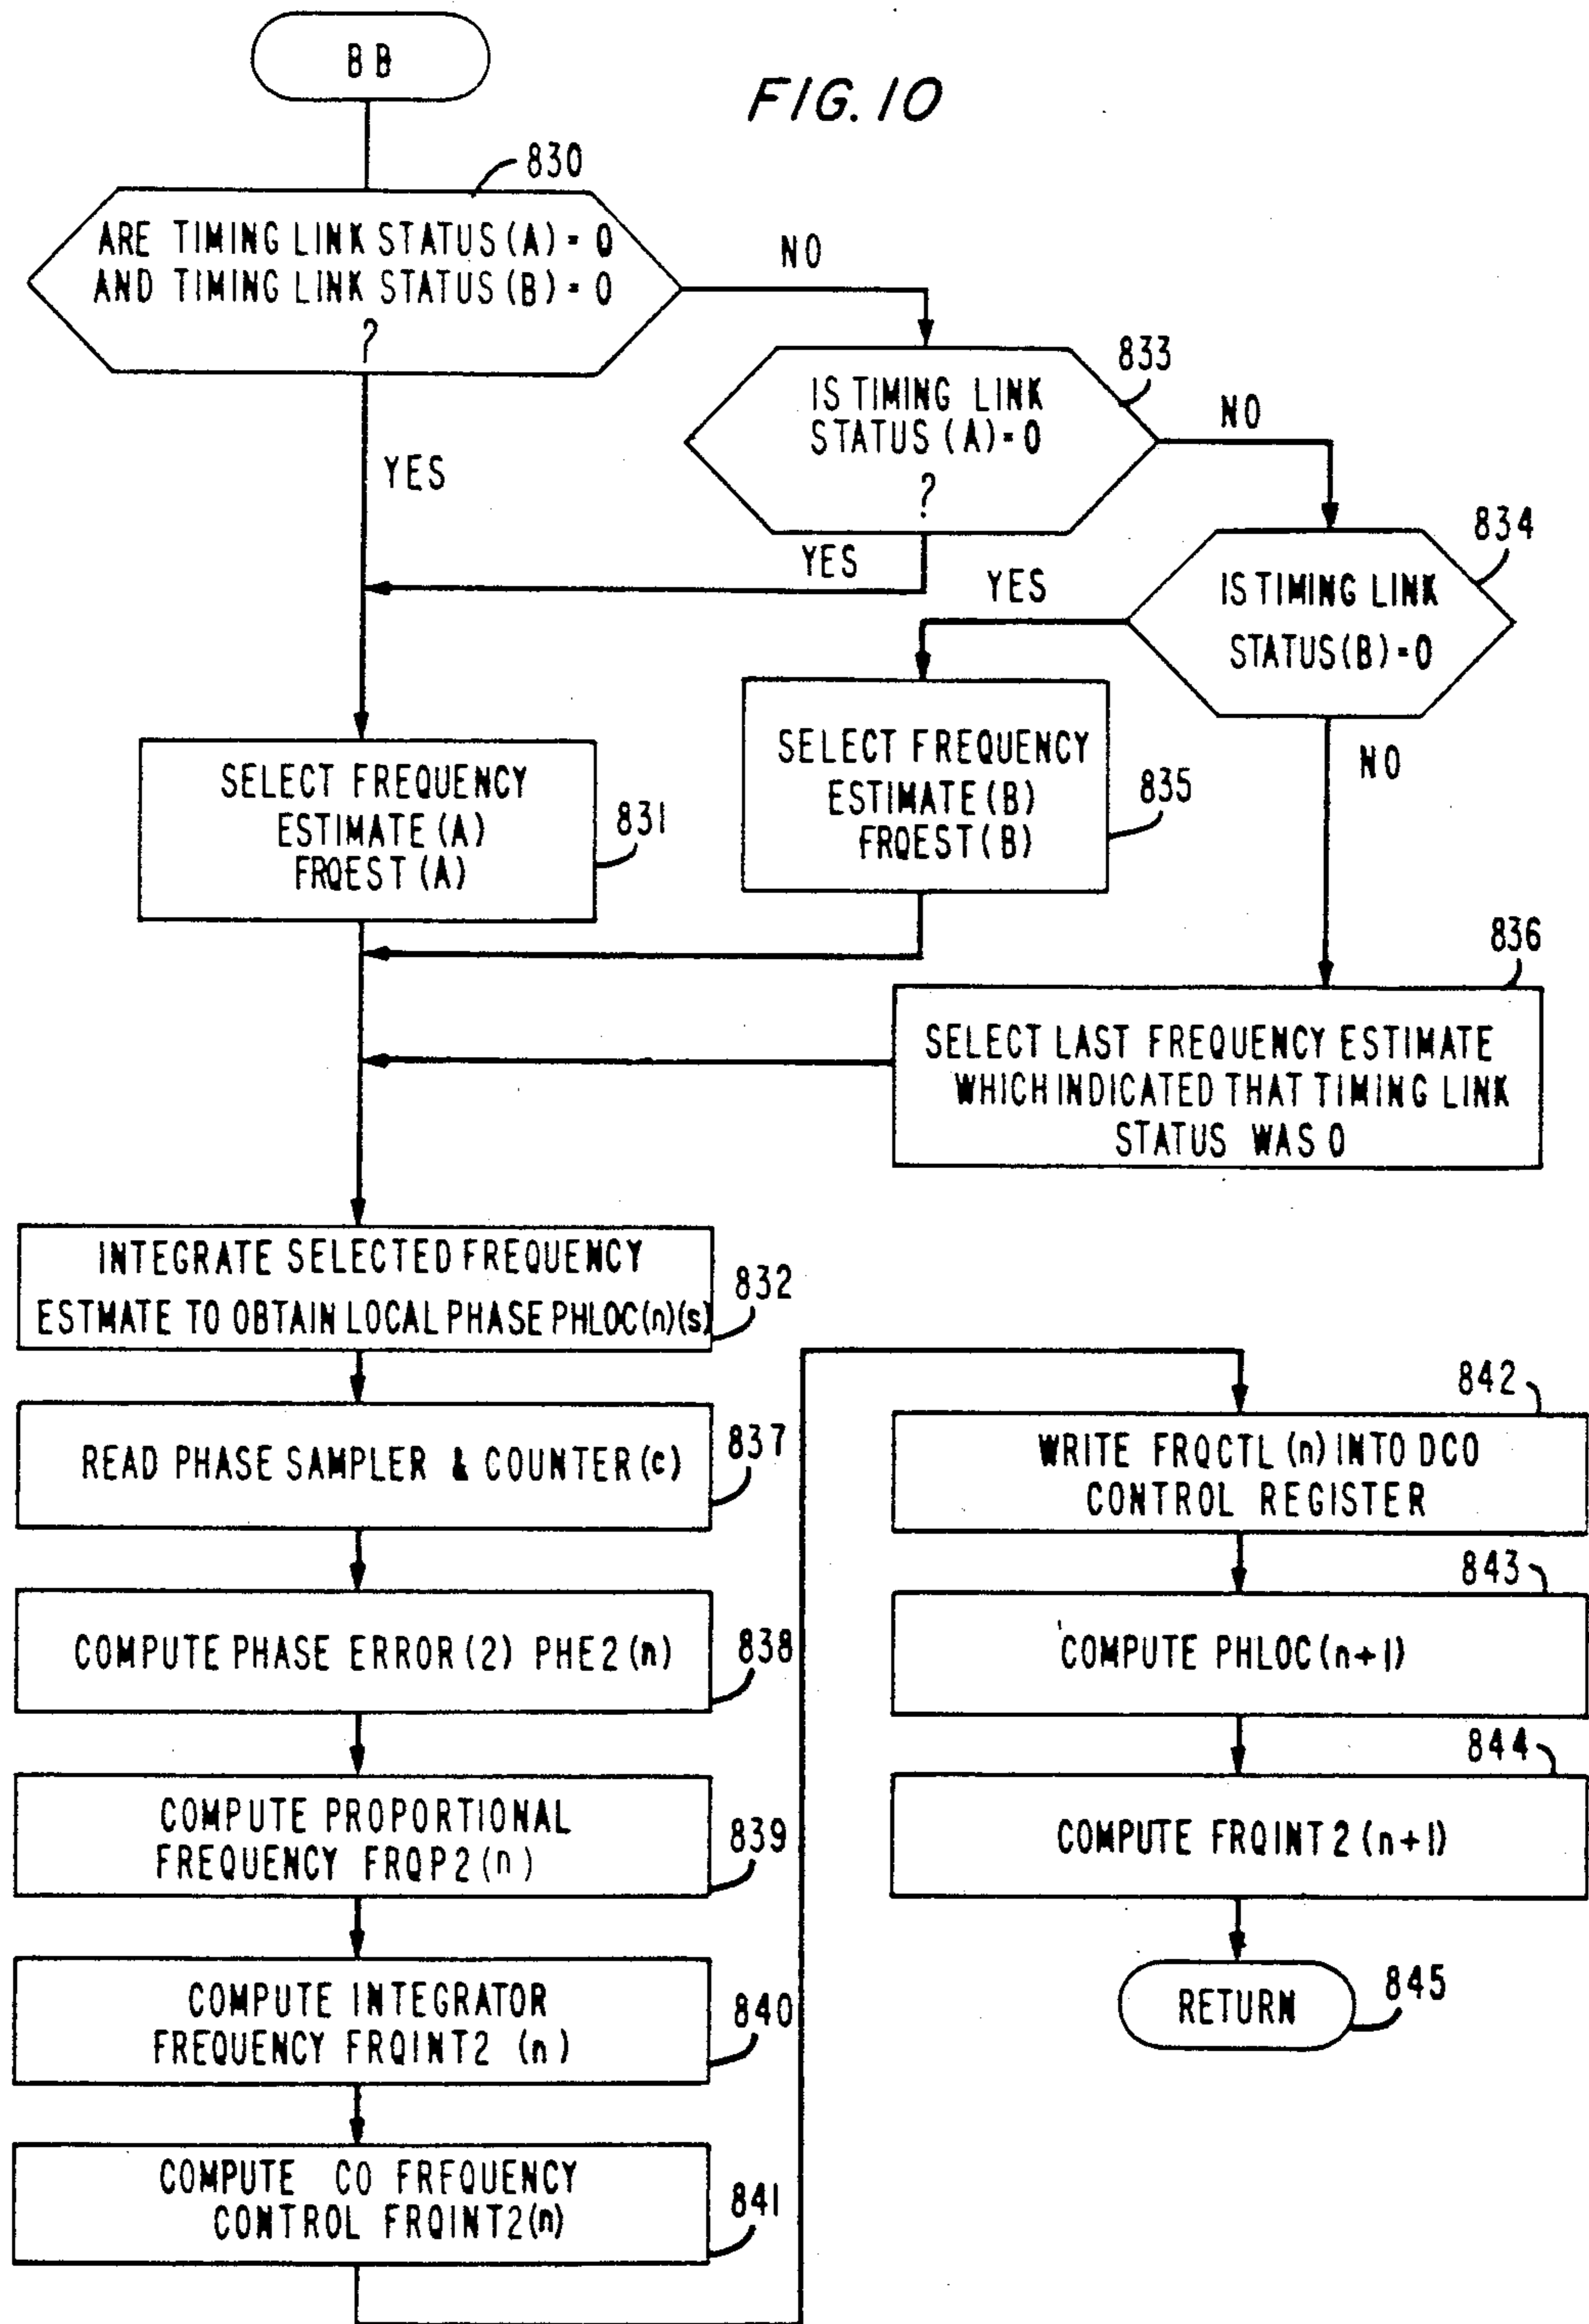 BB
FIG. 10
830
ARE TIMING LINK STATUS (A) = 0
AND TIMING LINK STATUS (B) = 0
?
NO
YES
833
IS TIMING LINK
STATUS (A) = 0
?
NO
YES
834
IS TIMING LINK
STATUS (B) = 0
YES
NO
SELECT FREQUENCY
ESTIMATE (A)
FRQEST (A)
831
SELECT FREQUENCY
ESTIMATE (B)
FRQEST (B)
835
836
SELECT LAST FREQUENCY ESTIMATE
WHICH INDICATED THAT TIMING LINK
STATUS WAS 0
INTEGRATE SELECTED FREQUENCY
ESTMATE TO OBTAIN LOCAL PHASE PHLOC(n)(s)
832
READ PHASE SAMPLER & COUNTER (c)
837
COMPUTE PHASE ERROR (2) PHE2 (n)
838
COMPUTE PROPORTIONAL
FREQUENCY FRQP2 (n)
839
COMPUTE INTEGRATOR
FREQUENCY FRQINT2 (n)
840
COMPUTE CO FRFQUENCY
CONTROL FRQINT2(n)
841
842
WRITE FRQCTL (n) INTO DCO
CONTROL REGISTER
843
COMPUTE PHLOC (n+1)
844
COMPUTE FRQINT 2 (n+1)
RETURN
845